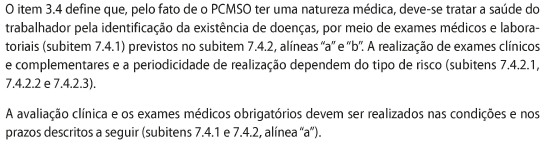 O item 3.4 define que, pelo fato de o PCMSO ter uma natureza médica, deve-se tratar a saúde do
trabalhador pela identificação da existência de doenças, por meio de exames médicos e labora-
toriais (subitem 7.4.1) previstos no subitem 7.4.2, alíneas “a” e “b”. A realização de exames clínicos
e complementares e a periodicidade de realização dependem do tipo de risco (subitens 7.4.2.1,
7.4.2.2 e 7.4.2.3).
A avaliação clínica e os exames médicos obrigatórios devem ser realizados nas condições e nos
prazos descritos a seguir (subitens 7.4.1 e 7.4.2, alínea “a”).